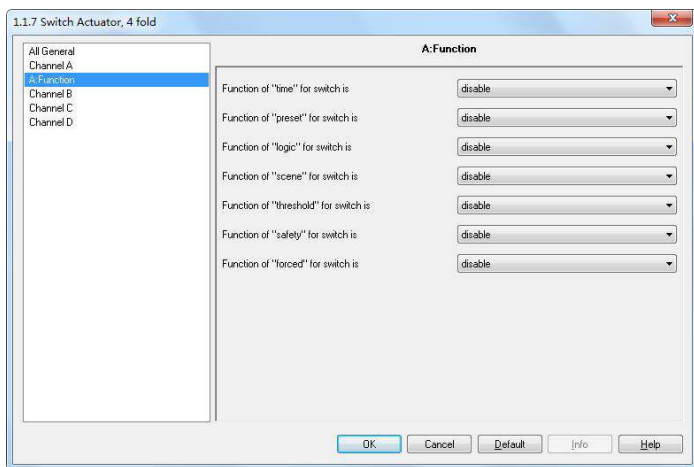 1.1.7 Switch Actuator, 4 fold
All General
Channel A
A:Function
Channel B
Channel C
Channel D
A:Function
Function of "time" for switch is disable
Function of "preset" for switch is disable
Function of "logic" for switch is disable
Function of "scene" for switch is disable
Function of "threshold" for switch is disable
Function of "safety" for switch is disable
Function of "forced" for switch is disable
OK Cancel Default Info Help